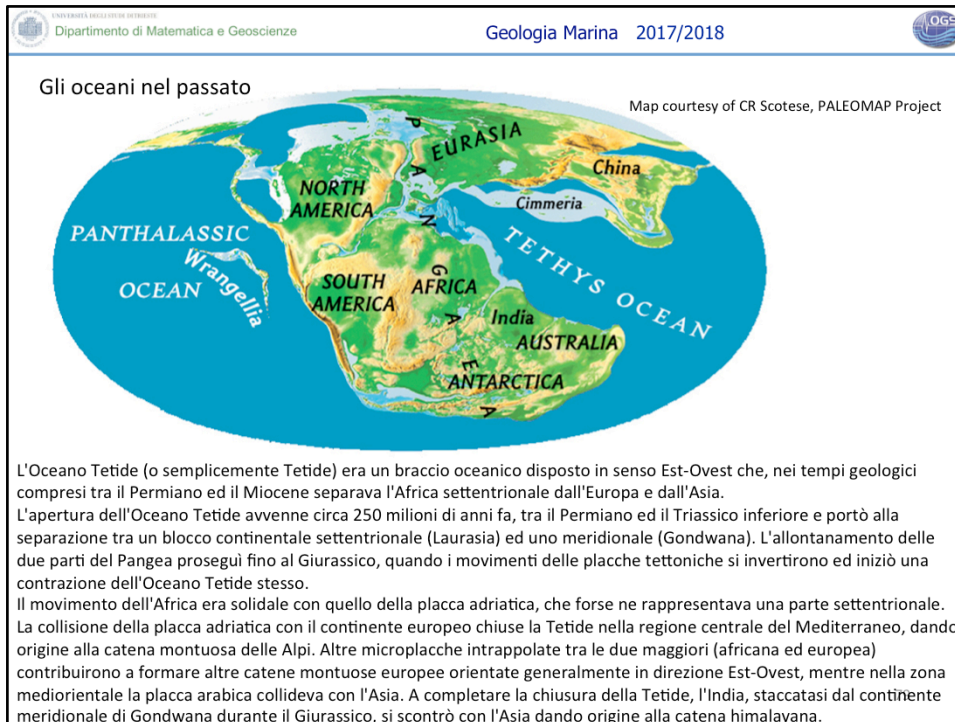 UNIVERSITÀ DEGLI STUDI DI TRIESTE
Dipartimento di Matematica e Geoscienze
Geologia Marina 2017/2018
OGS
Gli oceani nel passato
Map courtesy of CR Scotese, PALEOMAP Project
PANGAEA
EURASIA
China
NORTH
AMERICA
Cimmeria
PANTHALASSIC
OCEAN
Wrangellia
TETHYS OCEAN
SOUTH
AMERICA
AFRICA
India
AUSTRALIA
ANTARCTICA
L'Oceano Tetide (o semplicemente Tetide) era un braccio oceanico disposto in senso Est-Ovest che, nei tempi geologici
compresi tra il Permiano ed il Miocene separava l'Africa settentrionale dall'Europa e dall'Asia.
L'apertura dell'Oceano Tetide avvenne circa 250 milioni di anni fa, tra il Permiano ed il Triassico inferiore e portò alla
separazione tra un blocco continentale settentrionale (Laurasia) ed uno meridionale (Gondwana). L'allontanamento delle
due parti del Pangea proseguì fino al Giurassico, quando i movimenti delle placche tettoniche si invertirono ed iniziò una
contrazione dell'Oceano Tetide stesso.
Il movimento dell'Africa era solidale con quello della placca adriatica, che forse ne rappresentava una parte settentrionale.
La collisione della placca adriatica con il continente europeo chiuse la Tetide nella regione centrale del Mediterraneo, dando
origine alla catena montuosa delle Alpi. Altre microplacche intrappolate tra le due maggiori (africana ed europea)
contribuirono a formare altre catene montuose europee orientate generalmente in direzione Est-Ovest, mentre nella zona
mediorientale la placca arabica collideva con l'Asia. A completare la chiusura della Tetide, l'India, staccatasi dal continente
meridionale di Gondwana durante il Giurassico, si scontrò con l'Asia dando origine alla catena himalayana.